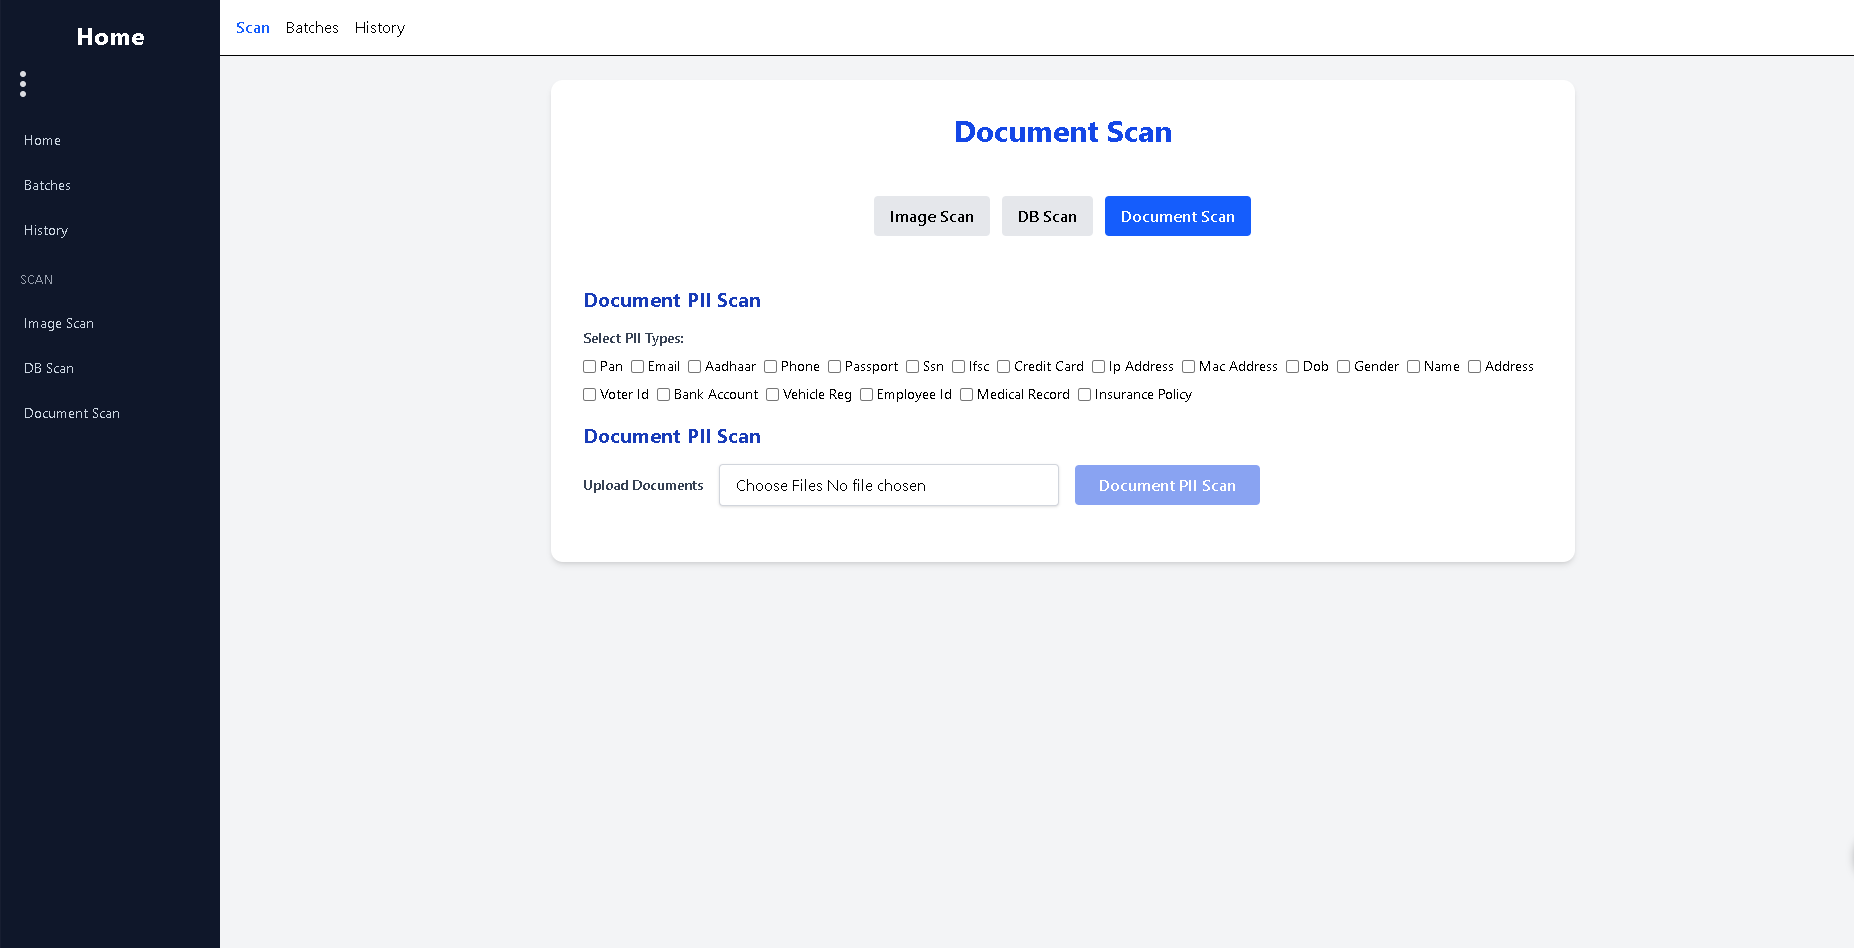 Home
Home
Batches
History
SCAN
Image Scan
DB Scan
Document Scan
Scan Batches History
Document Scan
Image Scan DB Scan Document Scan
Document PII Scan
Select PII Types:
Pan Email Aadhaar Phone Passport Ssn Ifsc Credit Card Ip Address Mac Address Dob Gender Name Address
Voter Id Bank Account Vehicle Reg Employee Id Medical Record Insurance Policy
Document PII Scan
Upload Documents Choose Files No file chosen Document PII Scan